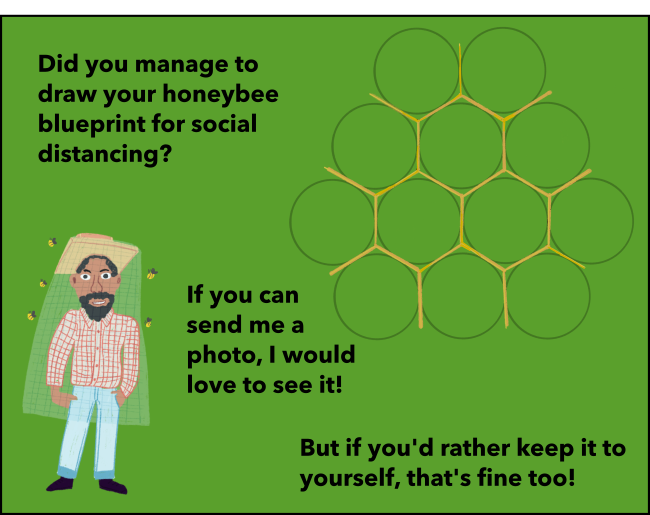 Did you manage to
draw your honeybee
blueprint for social
distancing?
If you can
send me a
photo, I would
love to see it!
But if you'd rather keep it to
yourself, that's fine too!